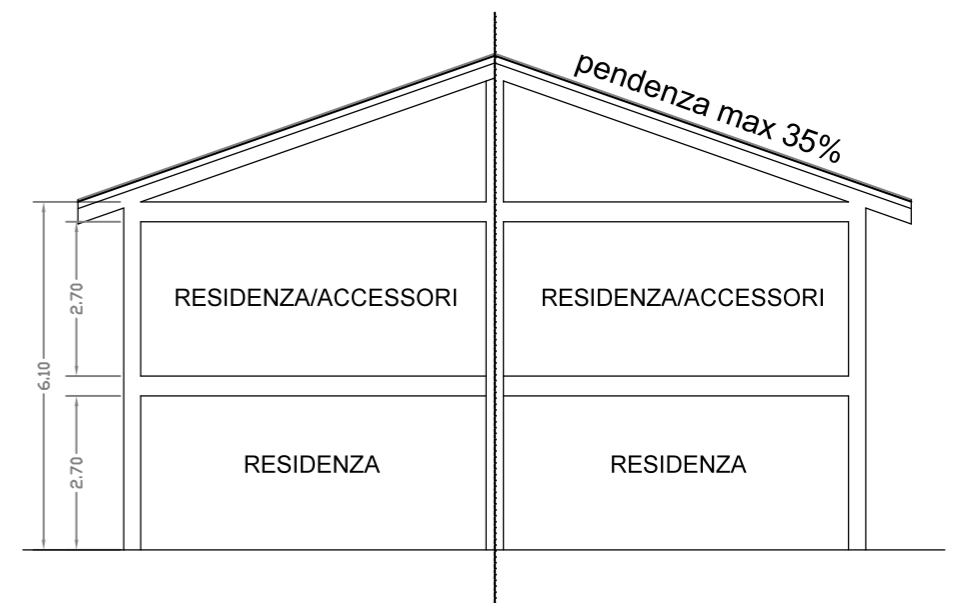 pendenza max 35%
2.70
RESIDENZA/ACCESSORI
RESIDENZA/ACCESSORI
6.10
2.70
RESIDENZA
RESIDENZA